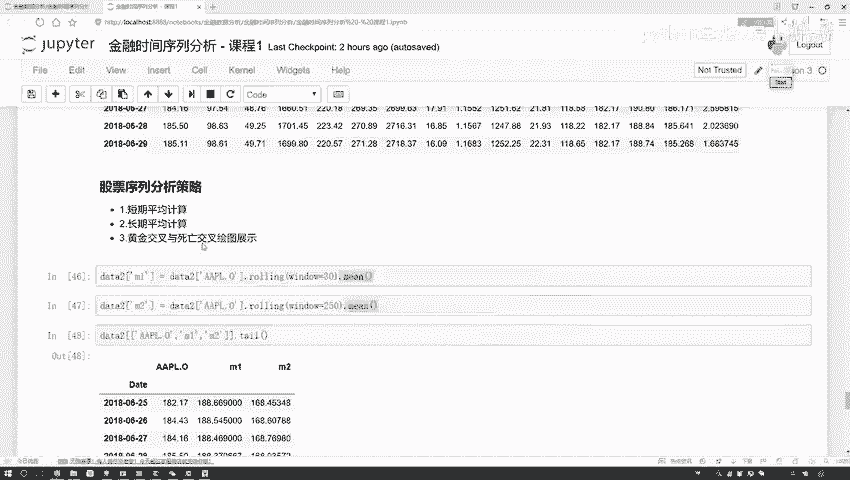 http://localhost:8888/notebooks/
jupyter 金融时间序列分析 - 课程1 Last Checkpoint: 2 hours ago (autosaved)
Logout
File Edit View Insert Cell Kernel Widgets Help
Not Trusted
Code
2018-06-27 184.16 97.54 48.76 1660.51 220.18 269.35 2699.63 17.91 1.1552 1251.62 21.81 118.58 182.17 190.80 186.171 2.595815
2018-06-28 185.50 98.63 49.25 1701.45 223.42 270.89 2716.31 16.85 1.1567 1247.88 21.93 118.22 182.17 188.84 185.641 2.023690
2018-06-29 185.11 98.61 49.71 1699.80 220.57 271.28 2718.37 16.09 1.1683 1252.25 22.31 118.65 182.17 188.74 185.268 1.683745
股票序列分析策略
1.短期平均计算
2.长期平均计算
3.黄金交叉与死亡交叉绘图展示
In [46]: data2['m1'] = data2['AAPL.O'].rolling(window=30).mean()
In [47]: data2['m2'] = data2['AAPL.O'].rolling(window=250).mean()
In [48]: data2[['AAPL.O','m1','m2']].tail()
Out[48]:
AAPL.O m1 m2
Date
2018-06-25 182.17 188.669000 168.45348
2018-06-26 184.43 188.545000 168.60768
2018-06-27 184.16 188.469000 168.76980